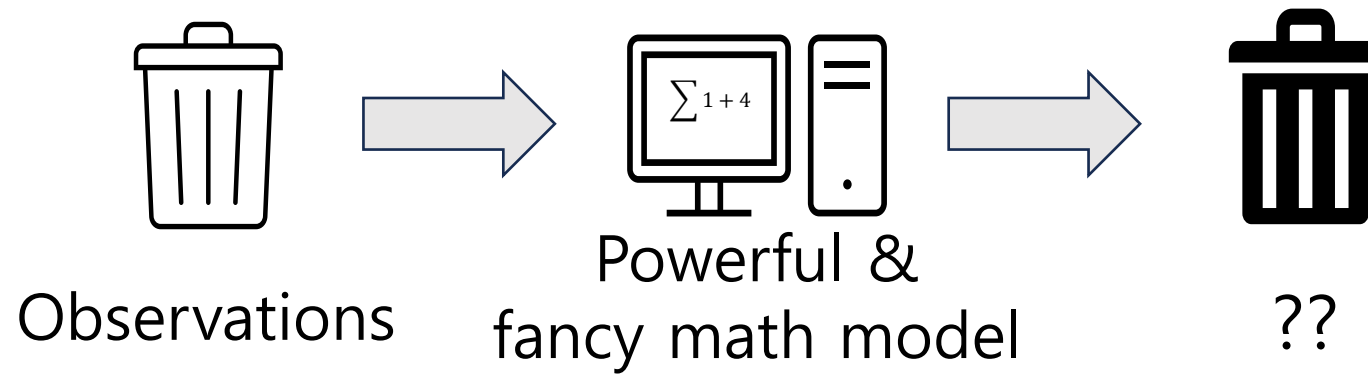 ∑ 1 + 4
Observations
Powerful &
fancy math model
??